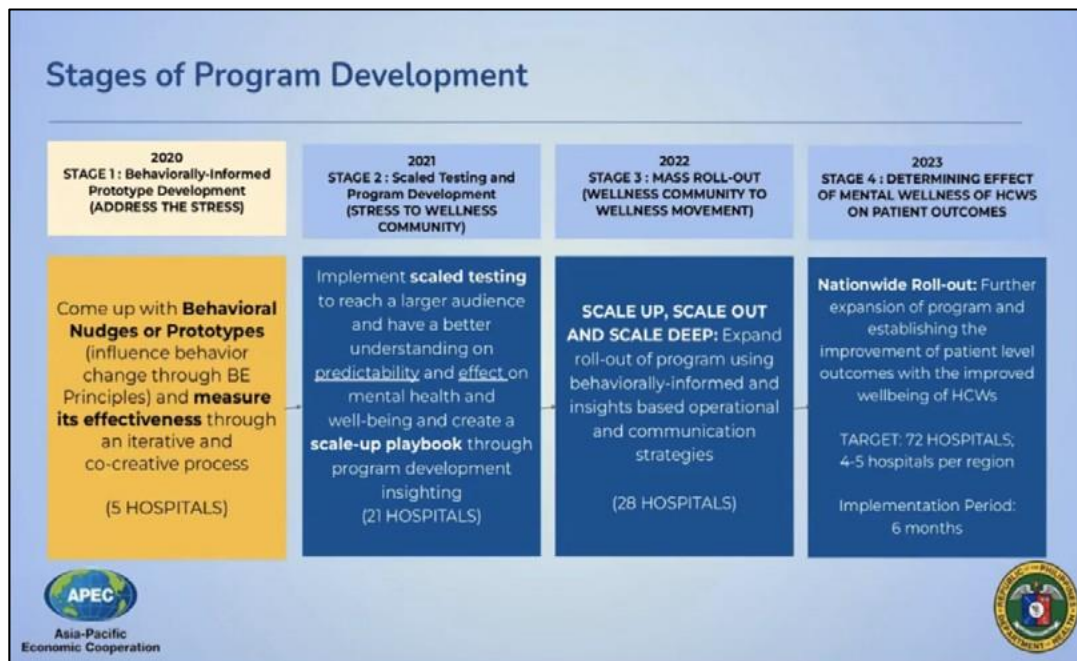 Stages of Program Development
2020
STAGE 1 : Behaviorally-Informed
Prototype Development
(ADDRESS THE STRESS)
2021
STAGE 2 : Scaled Testing and
Program Development
(STRESS TO WELLNESS
COMMUNITY)
2022
STAGE 3 : MASS ROLL-OUT
(WELLNESS COMMUNITY TO
WELLNESS MOVEMENT)
2023
STAGE 4 : DETERMINING EFFECT
OF MENTAL WELLNESS OF HCWS
ON PATIENT OUTCOMES
Come up with Behavioral
Nudges or Prototypes
(influence behavior
change through BE
Principles) and measure
its effectiveness through
an iterative and
co-creative process
(5 HOSPITALS)
Implement scaled testing
to reach a larger audience
and have a better
understanding on
predictability and effect on
mental health and
well-being and create a
scale-up playbook through
program development
insighting
(21 HOSPITALS)
SCALE UP, SCALE OUT
AND SCALE DEEP: Expand
roll-out of program using
behaviorally-informed and
insights based operational
and communication
strategies
(28 HOSPITALS)
Nationwide Roll-out: Further
expansion of program and
establishing the
improvement of patient level
outcomes with the improved
wellbeing of HCWs
TARGET: 72 HOSPITALS;
4-5 hospitals per region
Implementation Period:
6 months
APEC
Asia-Pacific
Economic Cooperation
REPUBLIC OF THE PHILIPPINES
DEPARTMENT OF HEALTH